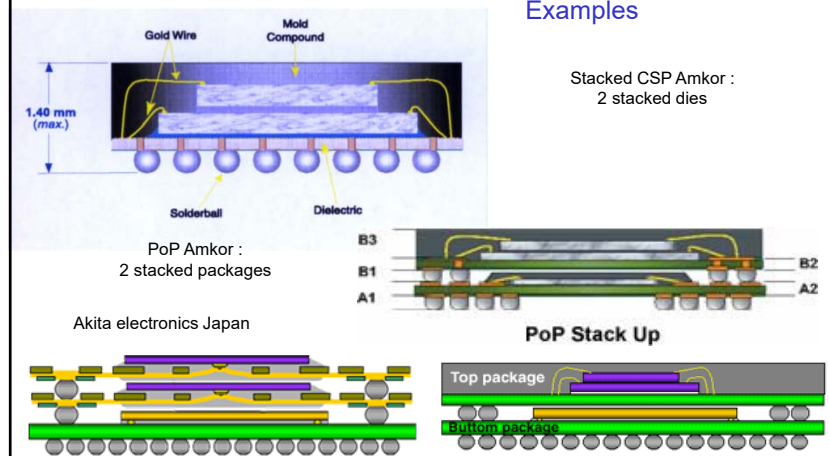 Examples
Gold Wire
Mold
Compound
Stacked CSP Amkor :
2 stacked dies
1.40 mm
(max.)
Solderball
Dielectric
PoP Amkor :
2 stacked packages
B3
B1
A1
B2
A2
PoP Stack Up
Akita electronics Japan
Top package
Buttom package